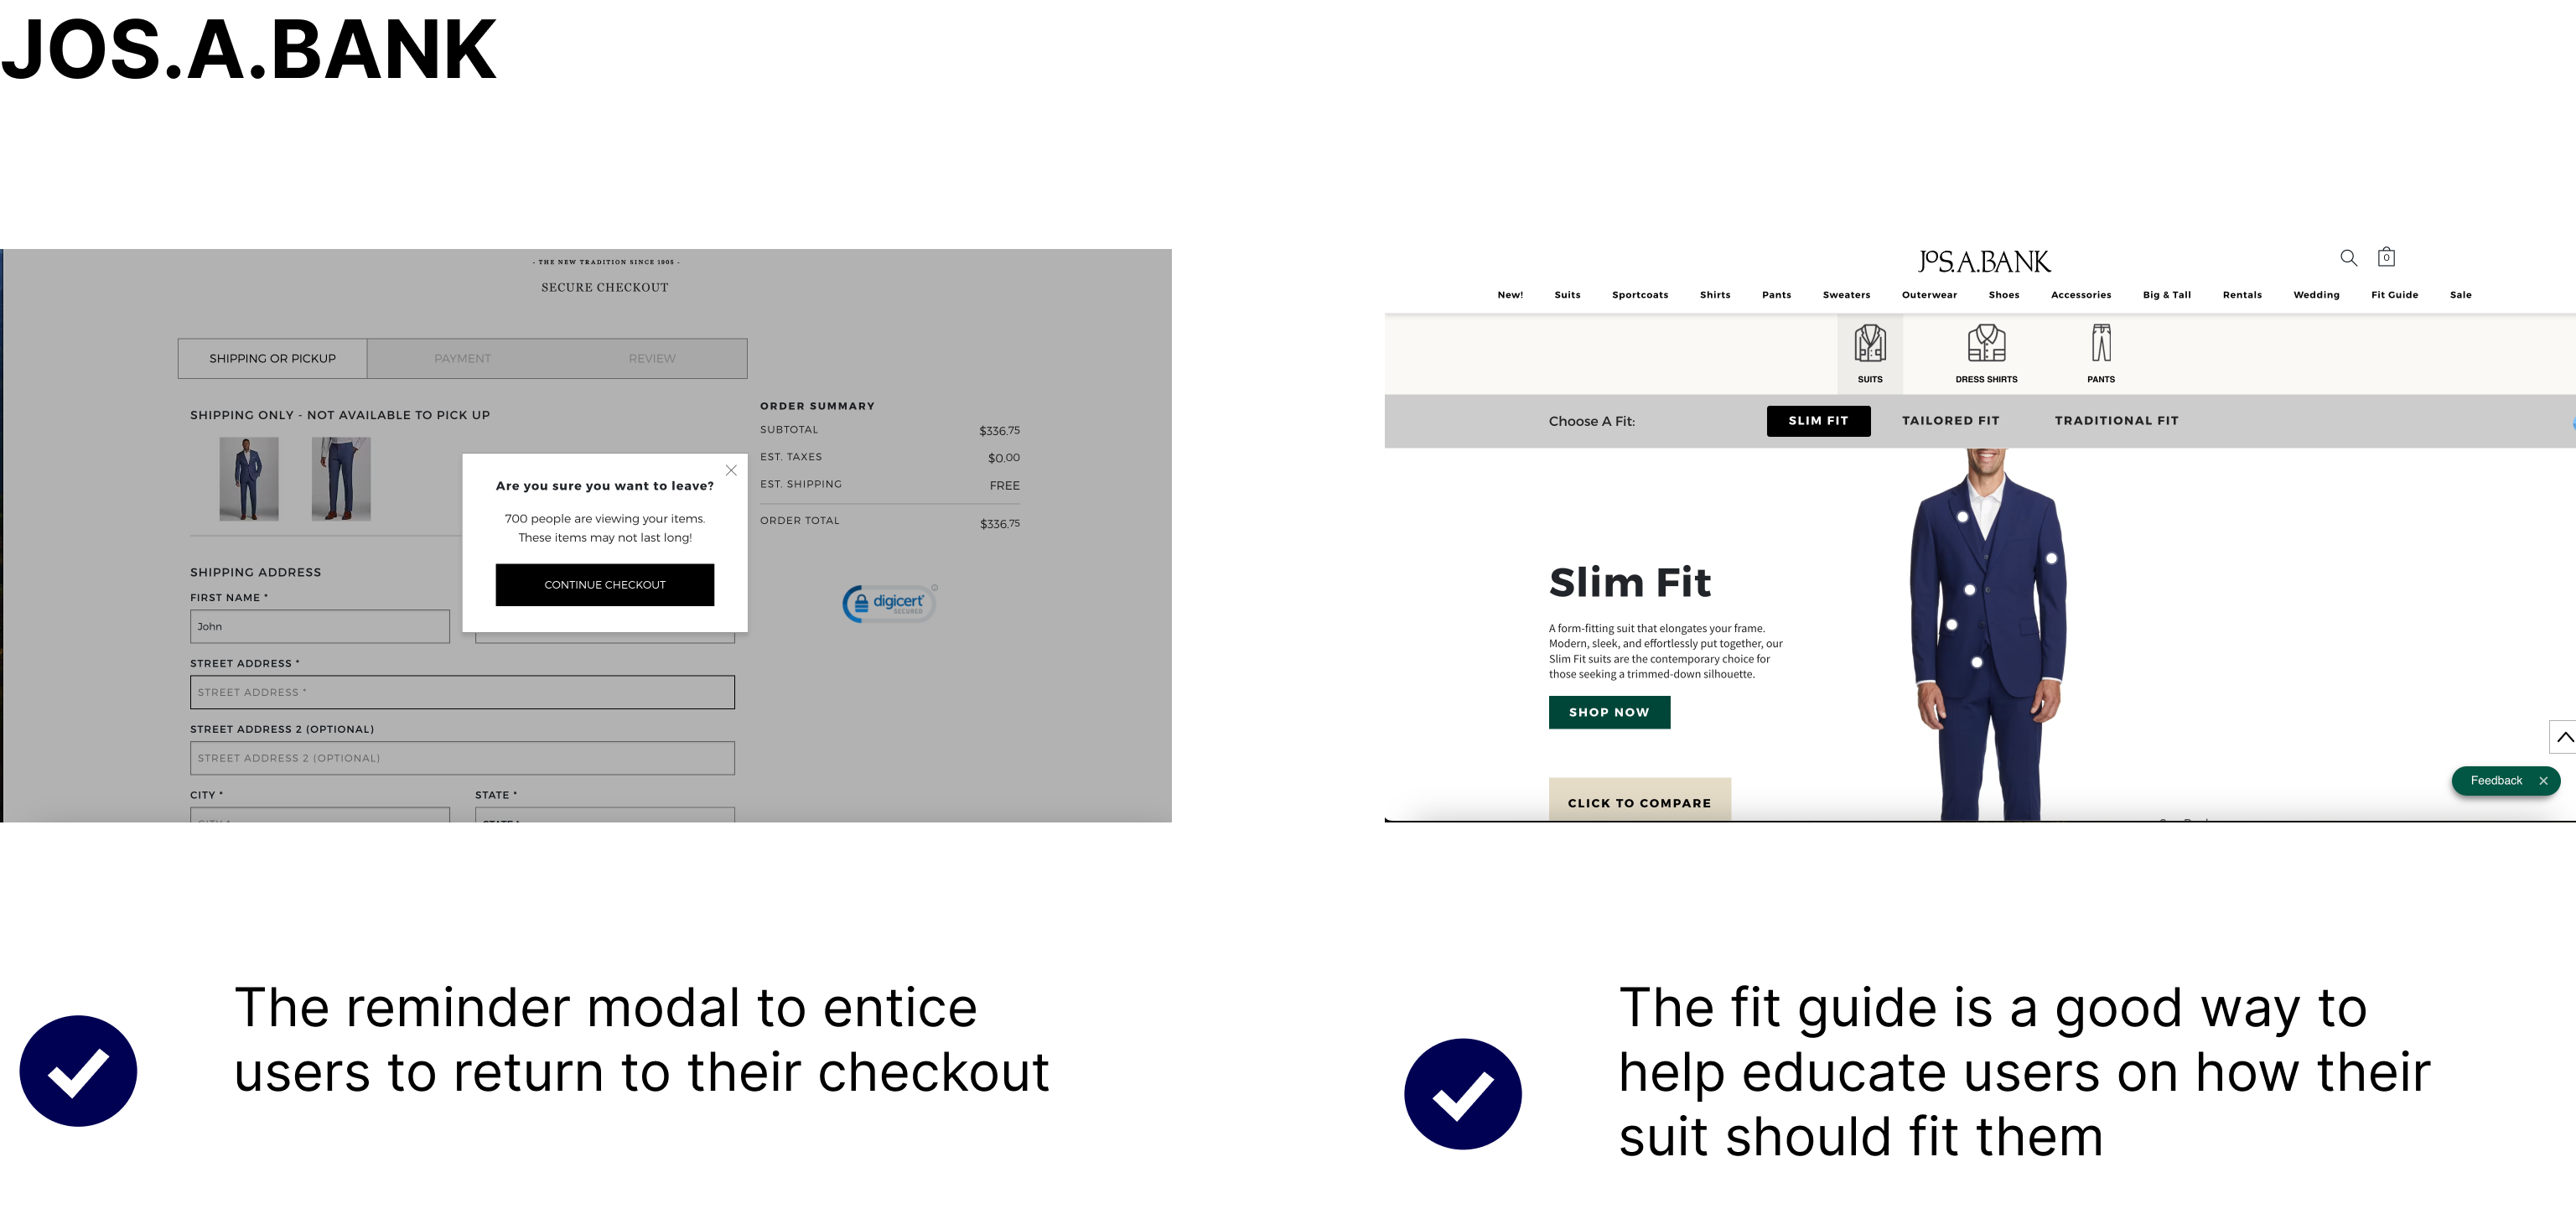 JOS.A.BANK
- THE NEW TRADITION SINCE 1905 -
SECURE CHECKOUT
SHIPPING OR PICKUP
PAYMENT
REVIEW
SHIPPING ONLY - NOT AVAILABLE TO PICK UP
ORDER SUMMARY
SUBTOTAL $336.75
EST. TAXES $0.00
EST. SHIPPING FREE
ORDER TOTAL $336.75
digicert
SECURED
Are you sure you want to leave?
700 people are viewing your items.
These items may not last long!
CONTINUE CHECKOUT
SHIPPING ADDRESS
FIRST NAME *
John
STREET ADDRESS *
STREET ADDRESS *
STREET ADDRESS 2 (OPTIONAL)
STREET ADDRESS 2 (OPTIONAL)
CITY *
STATE *
JOS.A.BANK
0
New! Suits Sportcoats Shirts Pants Sweaters Outerwear Shoes Accessories Big & Tall Rentals Wedding Fit Guide Sale
SUITS
DRESS SHIRTS
PANTS
Choose A Fit:
SLIM FIT
TAILORED FIT
TRADITIONAL FIT
Slim Fit
A form-fitting suit that elongates your frame.
Modern, sleek, and effortlessly put together, our
Slim Fit suits are the contemporary choice for
those seeking a trimmed-down silhouette.
SHOP NOW
CLICK TO COMPARE
Feedback
The reminder modal to entice
users to return to their checkout
The fit guide is a good way to
help educate users on how their
suit should fit them